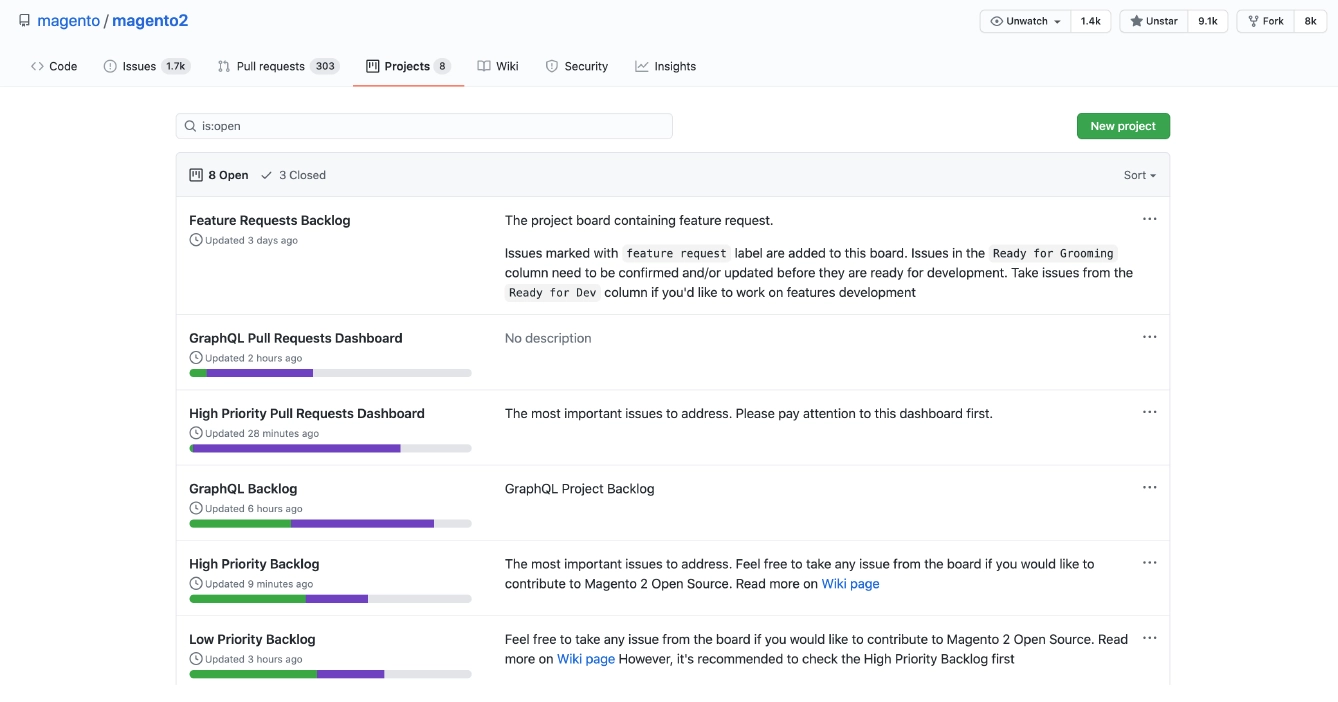 magento / magento2
Unwatch 1.4k Unstar 9.1k Fork 8k
Code Issues 1.7k Pull requests 303 Projects 8 Wiki Security Insights
is:open
New project
8 Open 3 Closed Sort
Feature Requests Backlog
Updated 3 days ago
The project board containing feature request.
Issues marked with feature request label are added to this board. Issues in the Ready for Grooming
column need to be confirmed and/or updated before they are ready for development. Take issues from the
Ready for Dev column if you'd like to work on features development
GraphQL Pull Requests Dashboard
Updated 2 hours ago
No description
High Priority Pull Requests Dashboard
Updated 28 minutes ago
The most important issues to address. Please pay attention to this dashboard first.
GraphQL Backlog
Updated 6 hours ago
GraphQL Project Backlog
High Priority Backlog
Updated 9 minutes ago
The most important issues to address. Feel free to take any issue from the board if you would like to
contribute to Magento 2 Open Source. Read more on Wiki page
Low Priority Backlog
Updated 3 hours ago
Feel free to take any issue from the board if you would like to contribute to Magento 2 Open Source. Read
more on Wiki page However, it's recommended to check the High Priority Backlog first